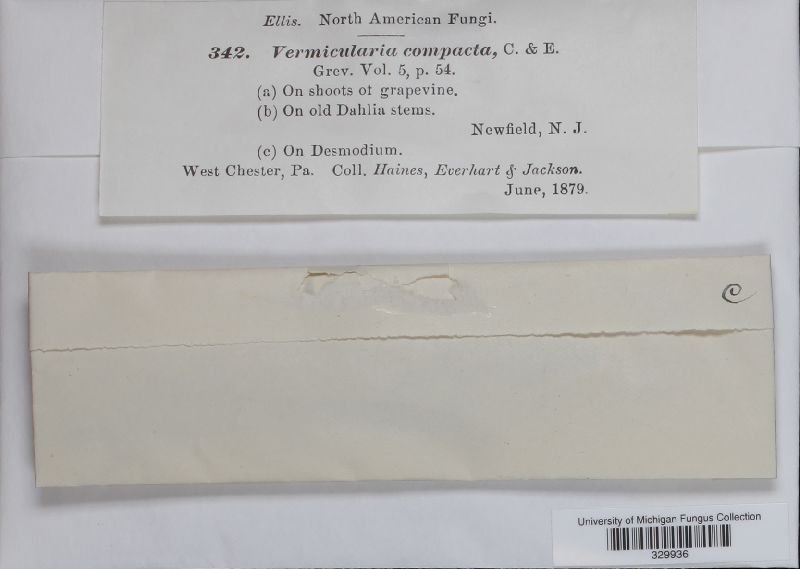 Ellis. North American Fungi.
342. Vermicularia compacta, C. & E.
Grev. Vol. 5, p. 54.
(a) On shoots of grapevine.
(b) On old Dahlia stems.
Newfield, N. J.
(c) On Desmodium.
West Chester, Pa. Coll. Haines, Everhart & Jackson.
June, 1879.
C
University of Michigan Fungus Collection
329936